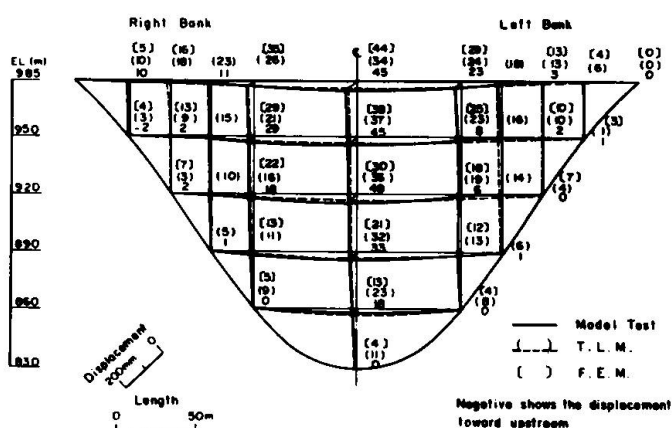 Right Bank Left Bank
[5] [16] [35] ℄ [44] [29] [13] [4] [0]
EL (m) (10) (18) (23) (26) (34) (24) (18) (13) (6) (0)
985 10 11 45 23 3 0
[4] [13] [29] [38] [25] [10] [3]
(3) (9) (15) (21) (37) (23) (16) (10) (1)
950 -2 2 29 45 8 2 1
[7] [22] [30] [18] [7]
(3) (10) (16) (36) (19) (14) (4)
920 2 18 49 6 0
[13] [21] [12]
(5) (11) (32) (13) (6)
890 1 33 1
[5] [13] [4]
(9) (23) (8)
860 0 18 0
[4]
(11)
830 0
Displacement
200mm 0
Length
0 50m
Model Test
( ) T. L. M.
[ ] F. E. M.
Negative shows the displacement
toward upstream